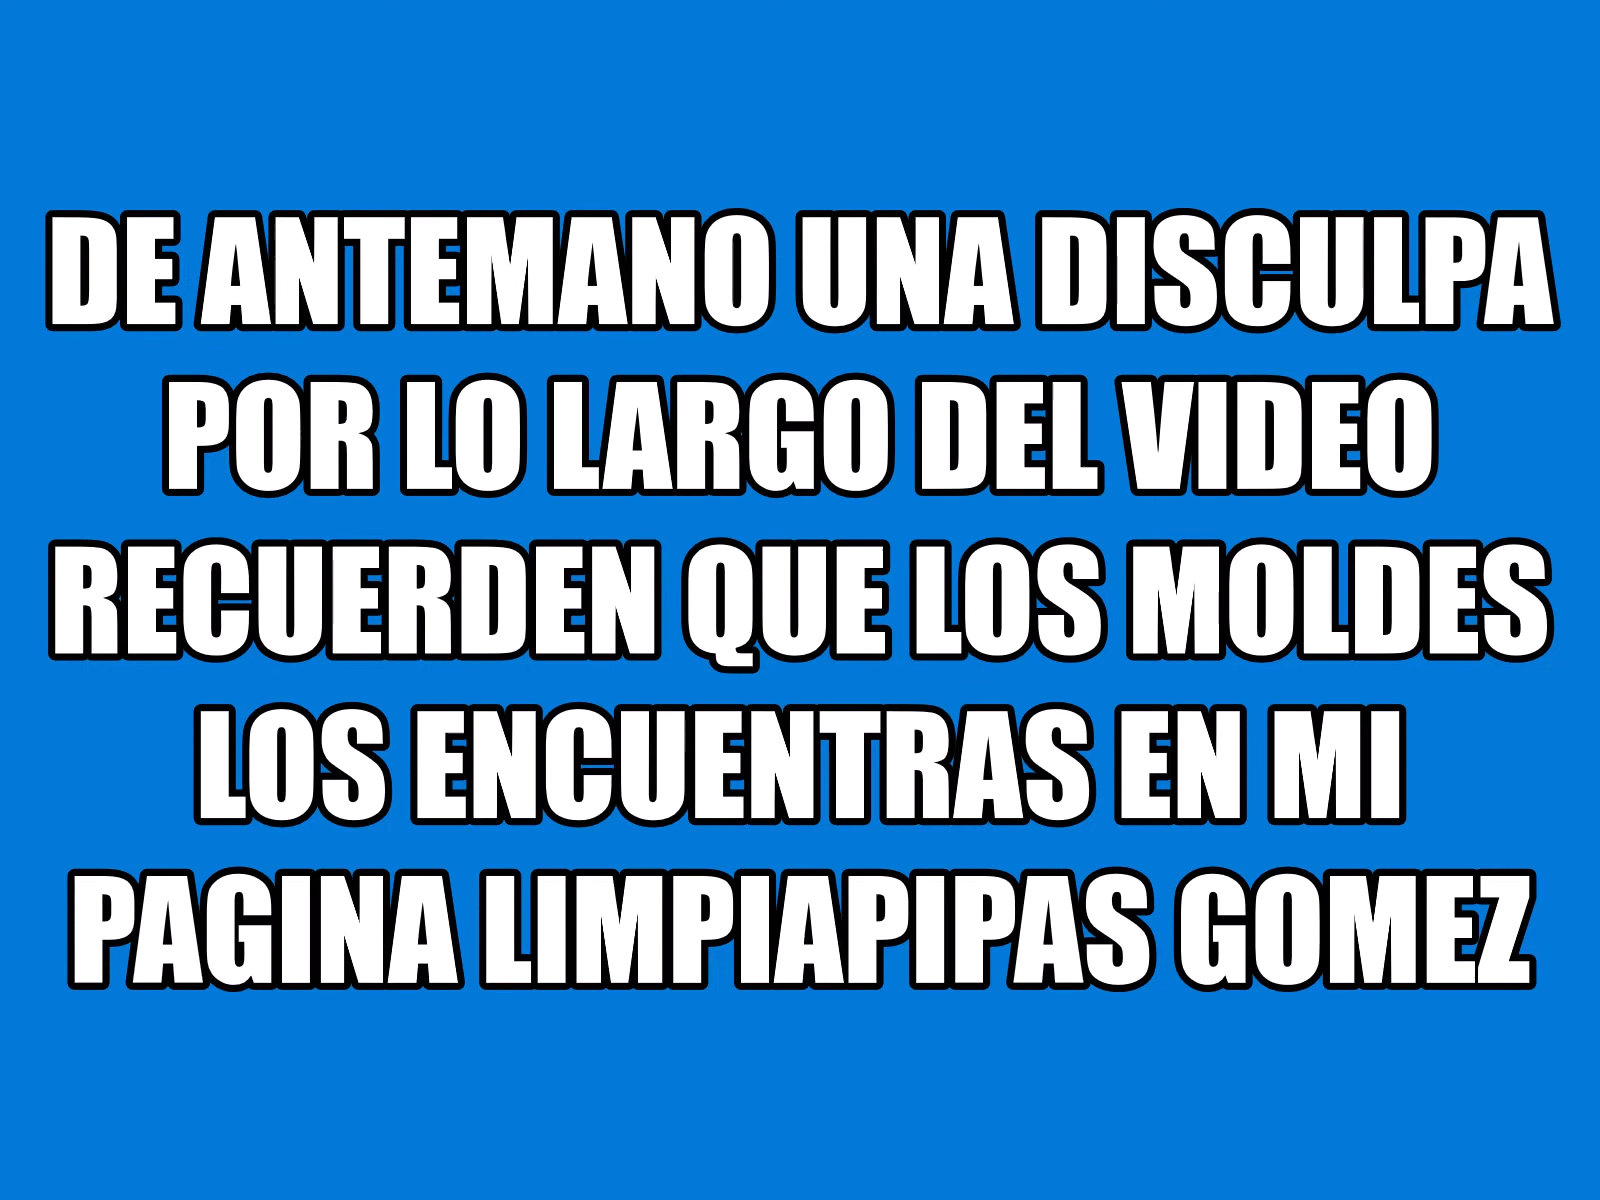 DE ANTEMANO UNA DISCULPA
POR LO LARGO DEL VIDEO
RECUERDEN QUE LOS MOLDES
LOS ENCUENTRAS EN MI
PAGINA LIMPIAPIPAS GOMEZ